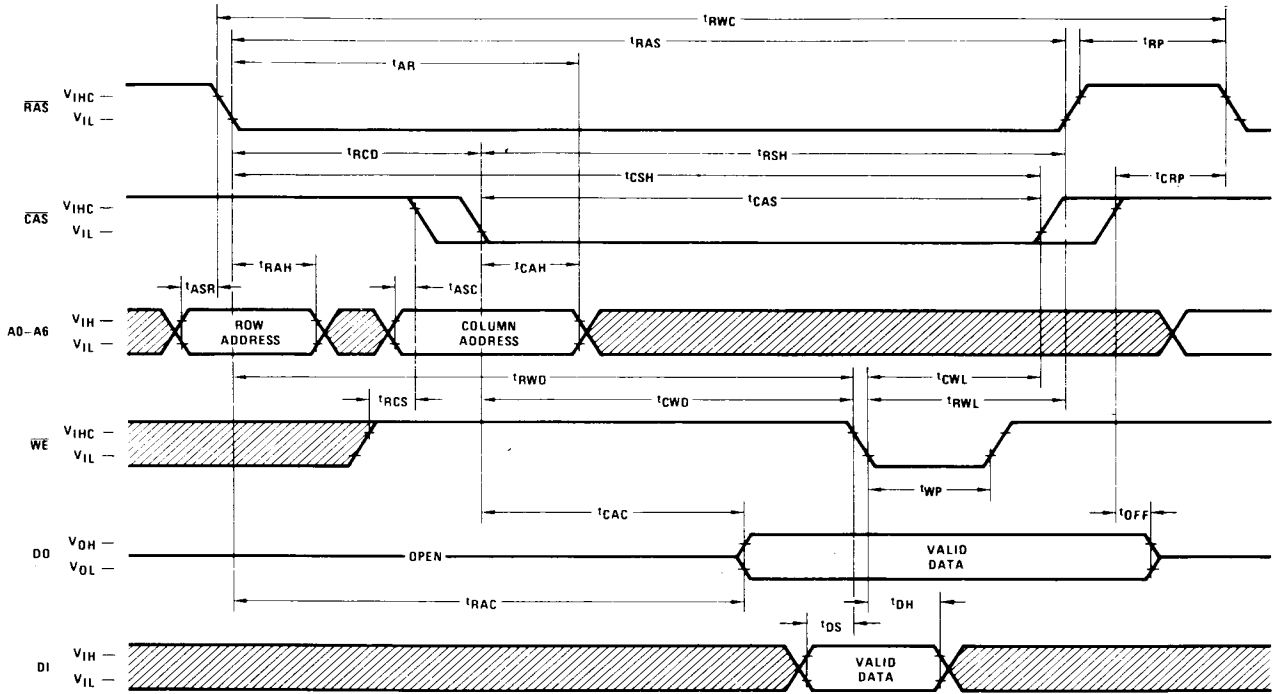 tRWC
tRAS
tRP
tAR
RAS
VIHC
VIL
tRCD
tRSH
tCSH
tCRP
CAS
VIHC
VIL
tCAS
tRAH
tCAH
tASR
tASC
A0–A6
VIH
VIL
ROW
ADDRESS
COLUMN
ADDRESS
tRWD
tCWL
tRCS
tCWD
tRWL
WE
VIHC
VIL
tWP
tCAC
tOFF
DO
VOH
VOL
OPEN
VALID
DATA
tRAC
tDS
tDH
DI
VIH
VIL
VALID
DATA